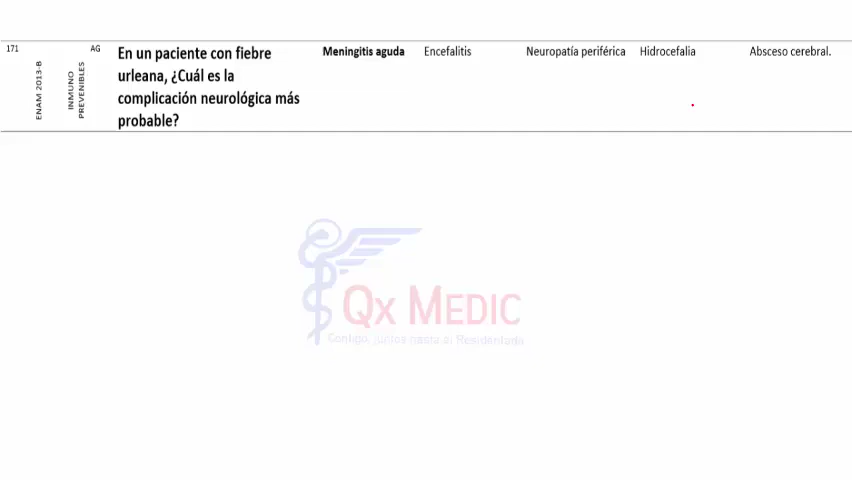 171
AG
ENAM 2013-B
INMUNO
PREVENIBLES
En un paciente con fiebre
urleana, ¿Cuál es la
complicación neurológica más
probable?
Meningitis aguda
Encefalitis
Neuropatía periférica
Hidrocefalia
Absceso cerebral.
QX MEDIC
Contigo, juntos hasta el Residentado